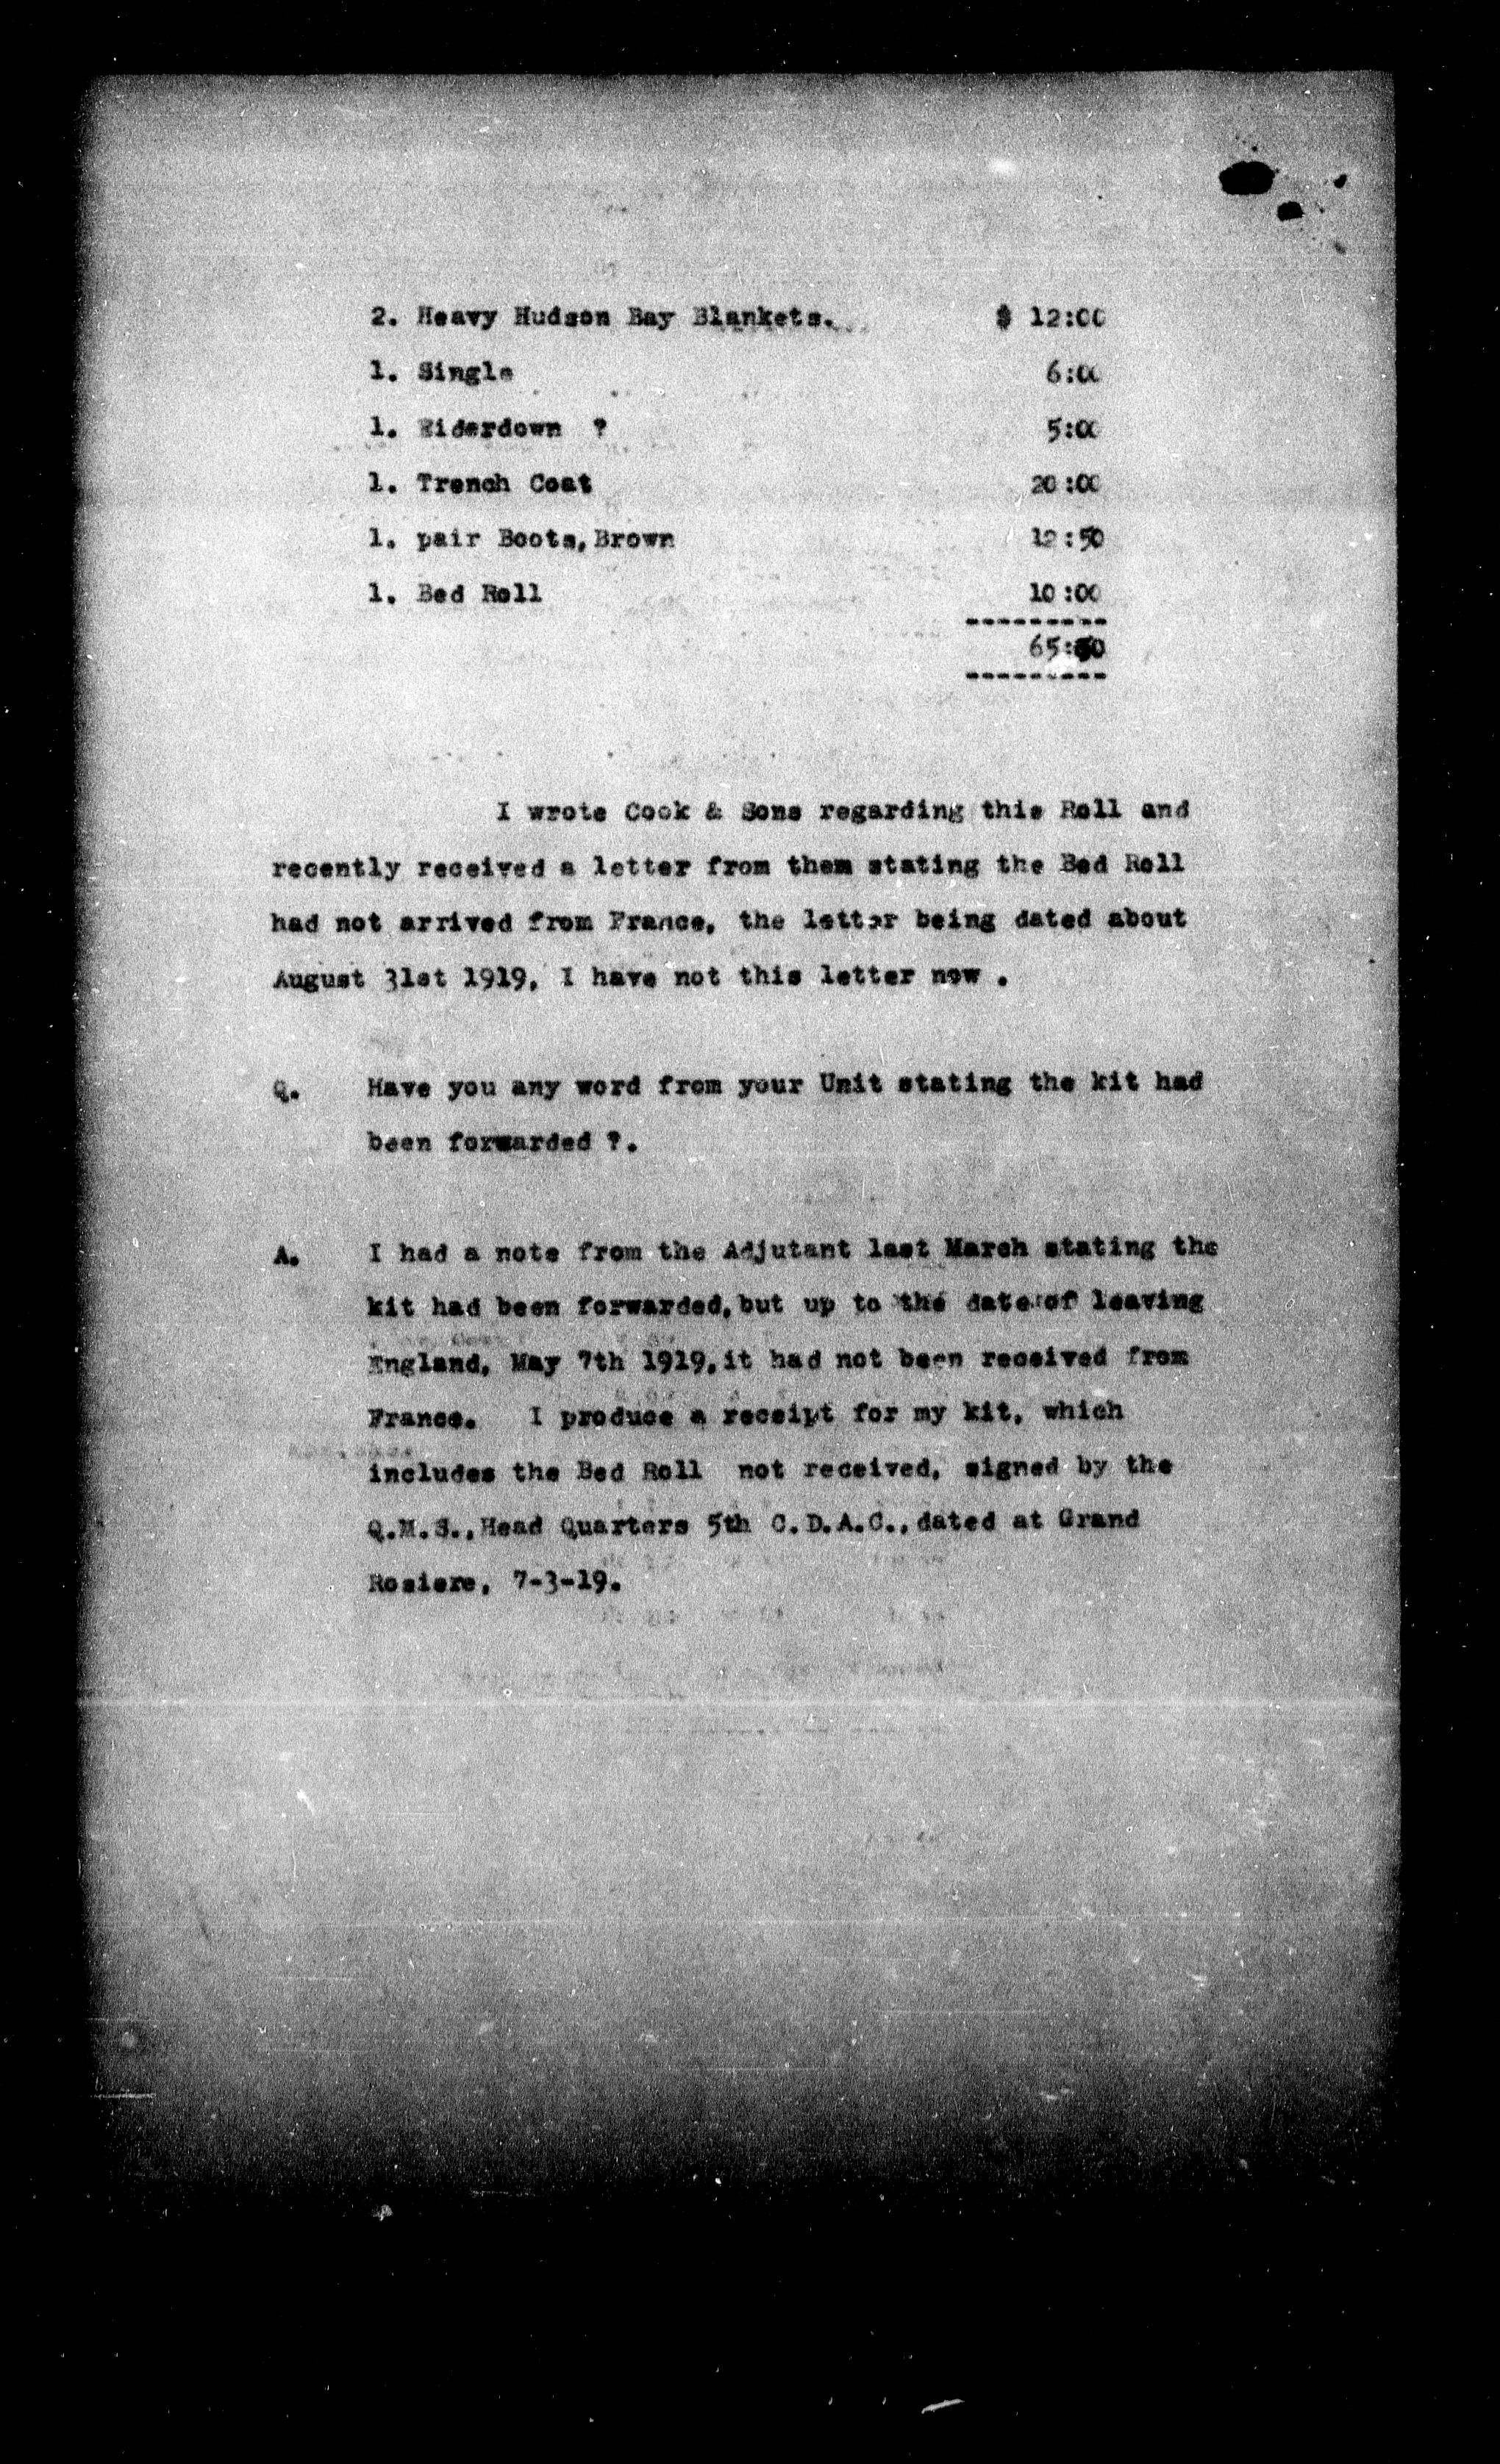 2. Heavy Hudson Bay Blankets. $ 12:00
1. Single 6:00
1. Eiderdown ? 5:00
1. Trench Coat 20:00
1. pair Boots, Brown 12:50
1. Bed Roll 10:00
65:50
I wrote Cook & Sons regarding this Roll and
recently received a letter from them stating the Bed Roll
had not arrived from France, the letter being dated about
August 31st 1919, I have not this letter now .
Q. Have you any word from your Unit stating the kit had
been forwarded ?.
A. I had a note from the Adjutant last March stating the
kit had been forwarded, but up to the date of leaving
England, May 7th 1919, it had not been received from
France. I produce a receipt for my kit, which
includes the Bed Roll not received, signed by the
Q.M.S., Head Quarters 5th C.D.A.C., dated at Grand
Rosiere, 7-3-19.